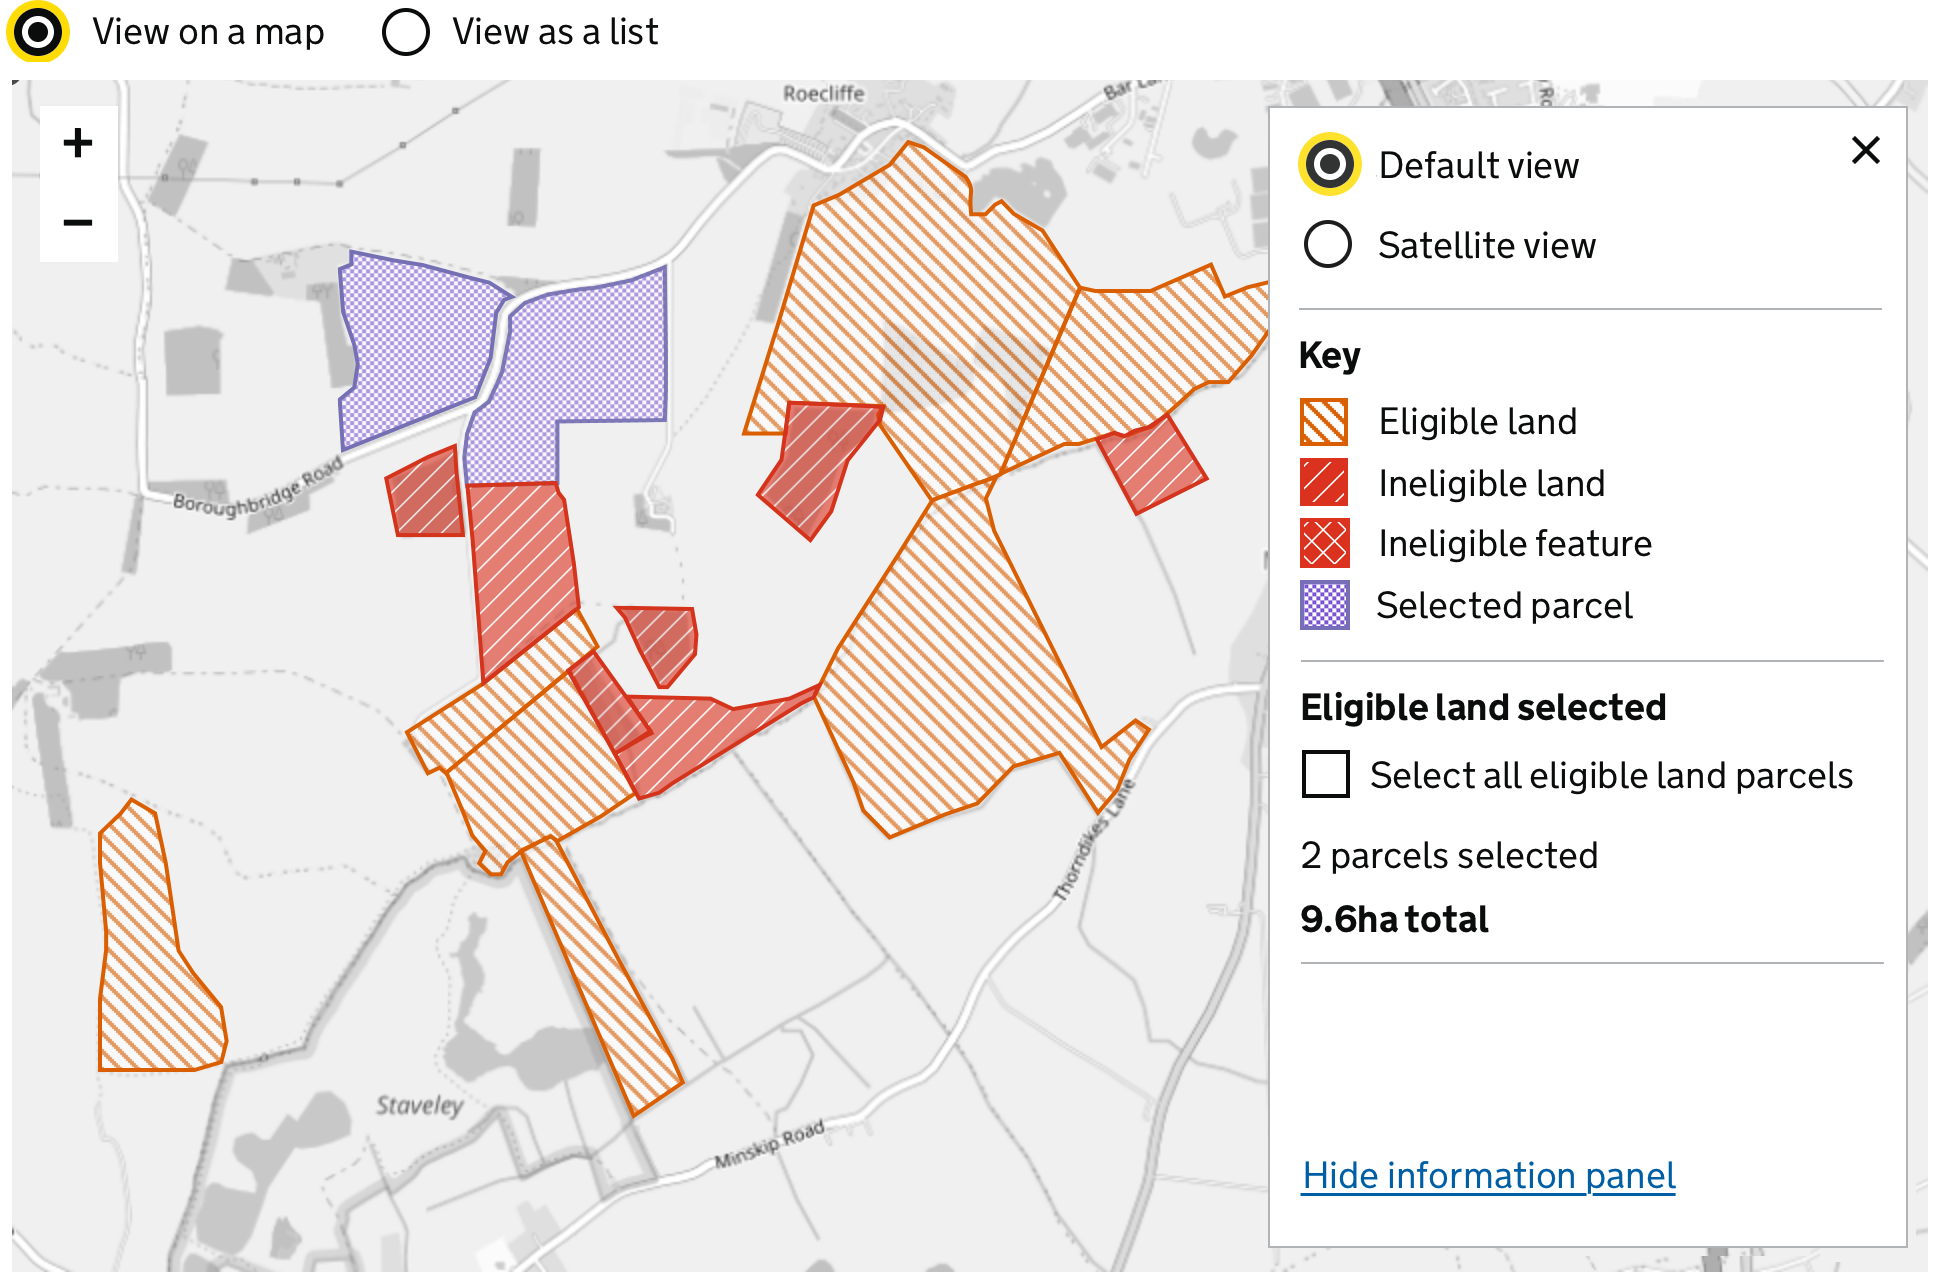 View on a map
View as a list
+
−
Roecliffe
Boroughbridge Road
Thorndikes Lane
Staveley
Minskip Road
Default view
Satellite view
Key
Eligible land
Ineligible land
Ineligible feature
Selected parcel
Eligible land selected
Select all eligible land parcels
2 parcels selected
9.6ha total
Hide information panel